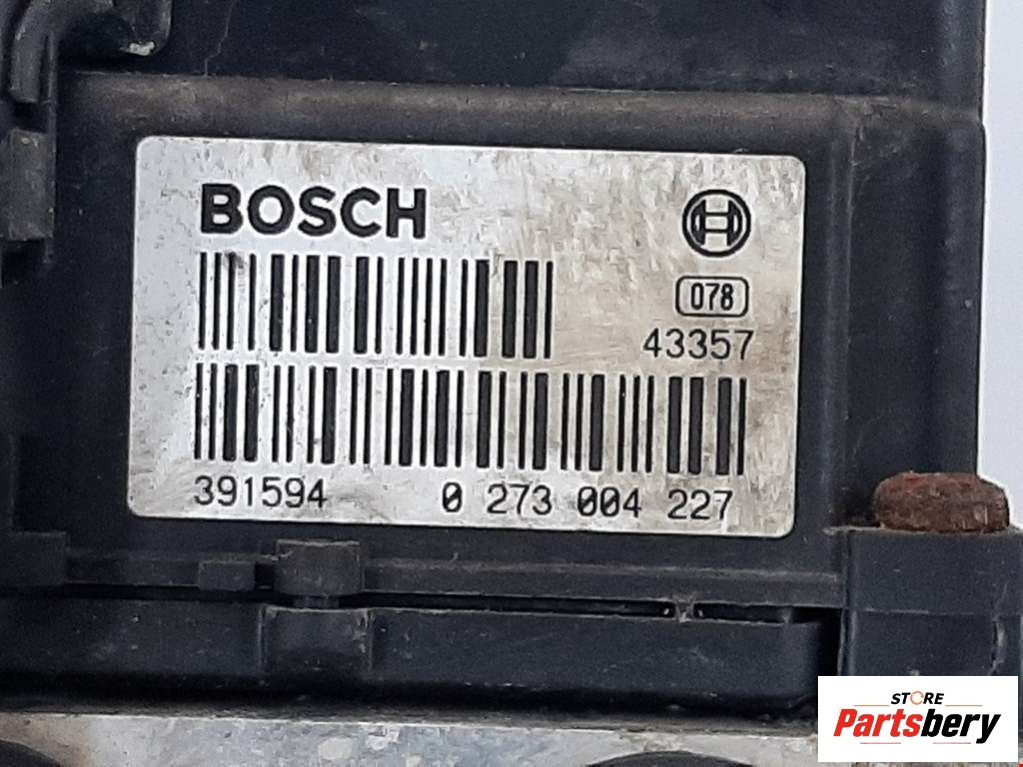 BOSCH
078
43357
391594 0 273 004 227
STORE
Partsbery